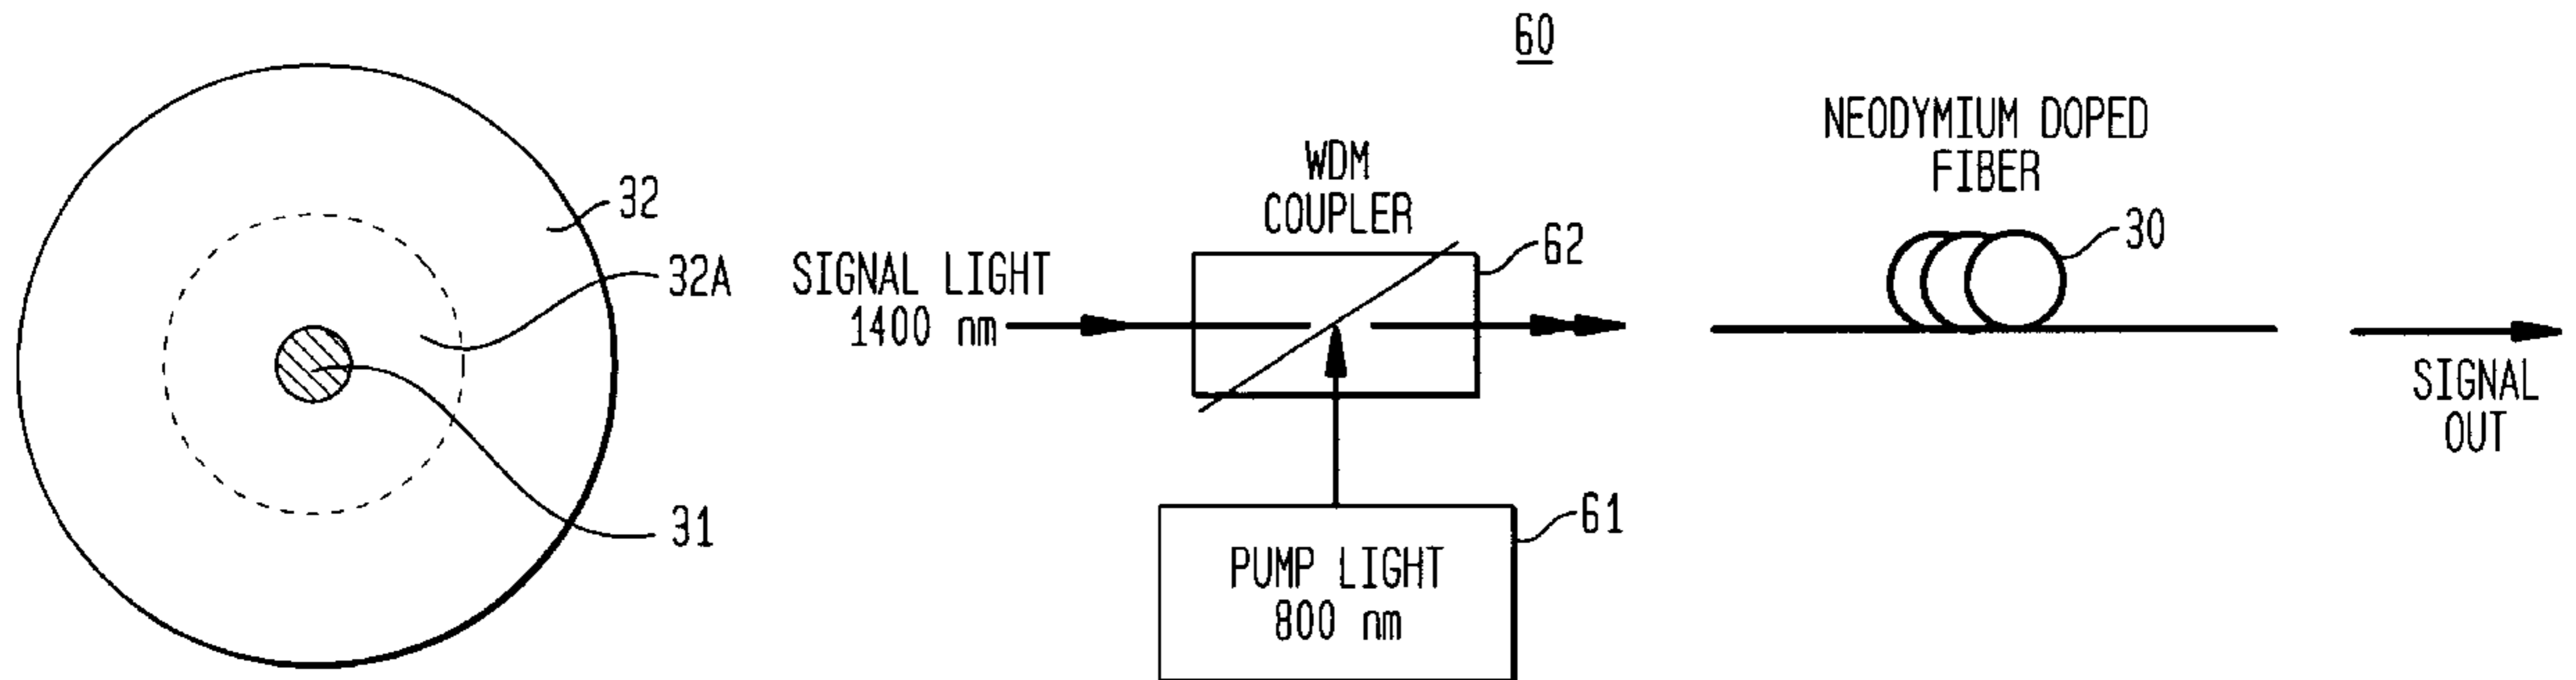 60
NEODYMIUM DOPED
FIBER
WDM
COUPLER
32
30
62
32A
SIGNAL LIGHT
1400 nm
SIGNAL
OUT
31
61
PUMP LIGHT
800 nm